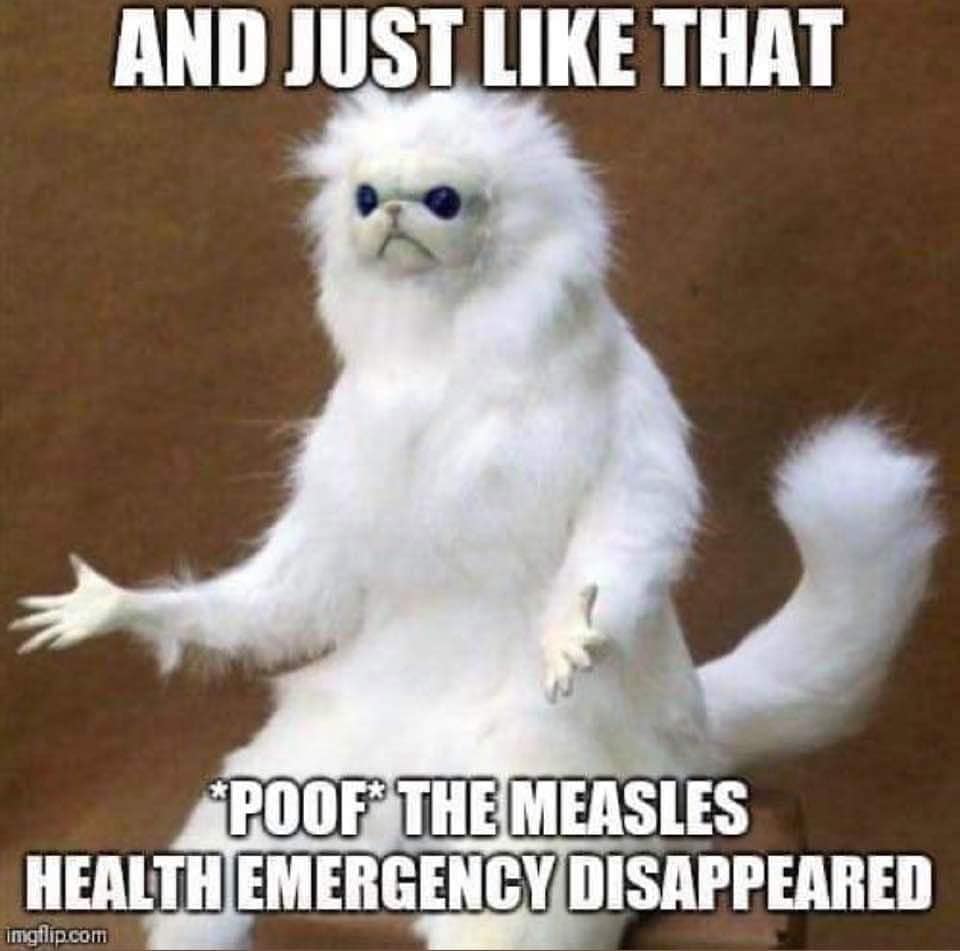 AND JUST LIKE THAT
*POOF* THE MEASLES
HEALTH EMERGENCY DISAPPEARED
imgflip.com